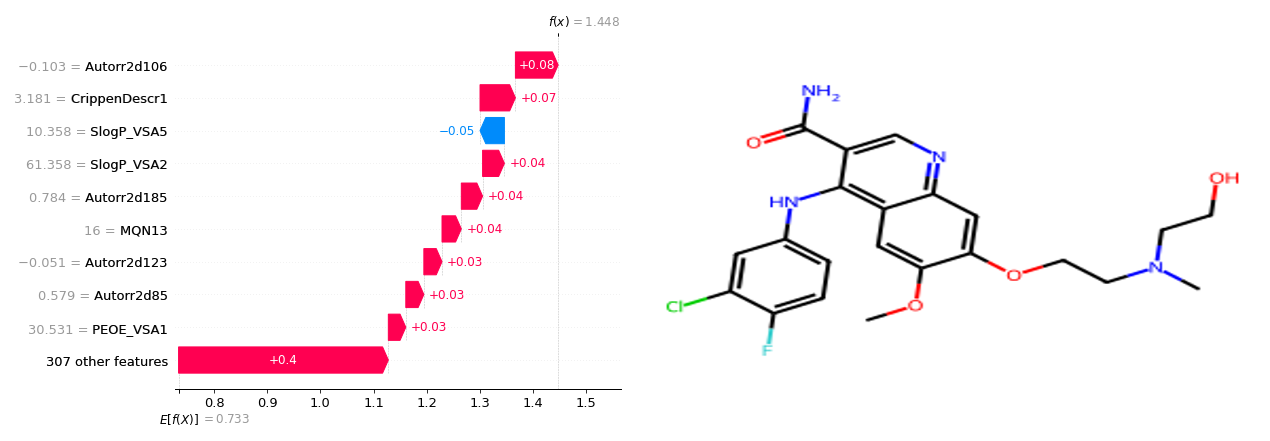 f(x) = 1.448
−0.103 = Autorr2d106
+0.08
3.181 = CrippenDescr1
+0.07
10.358 = SlogP_VSA5
−0.05
61.358 = SlogP_VSA2
+0.04
0.784 = Autorr2d185
+0.04
16 = MQN13
+0.04
−0.051 = Autorr2d123
+0.03
0.579 = Autorr2d85
+0.03
30.531 = PEOE_VSA1
+0.03
307 other features
+0.4
0.8 0.9 1.0 1.1 1.2 1.3 1.4 1.5
E[f(X)] = 0.733
NH2
O
N
HN
OH
N
O
Cl
O
F